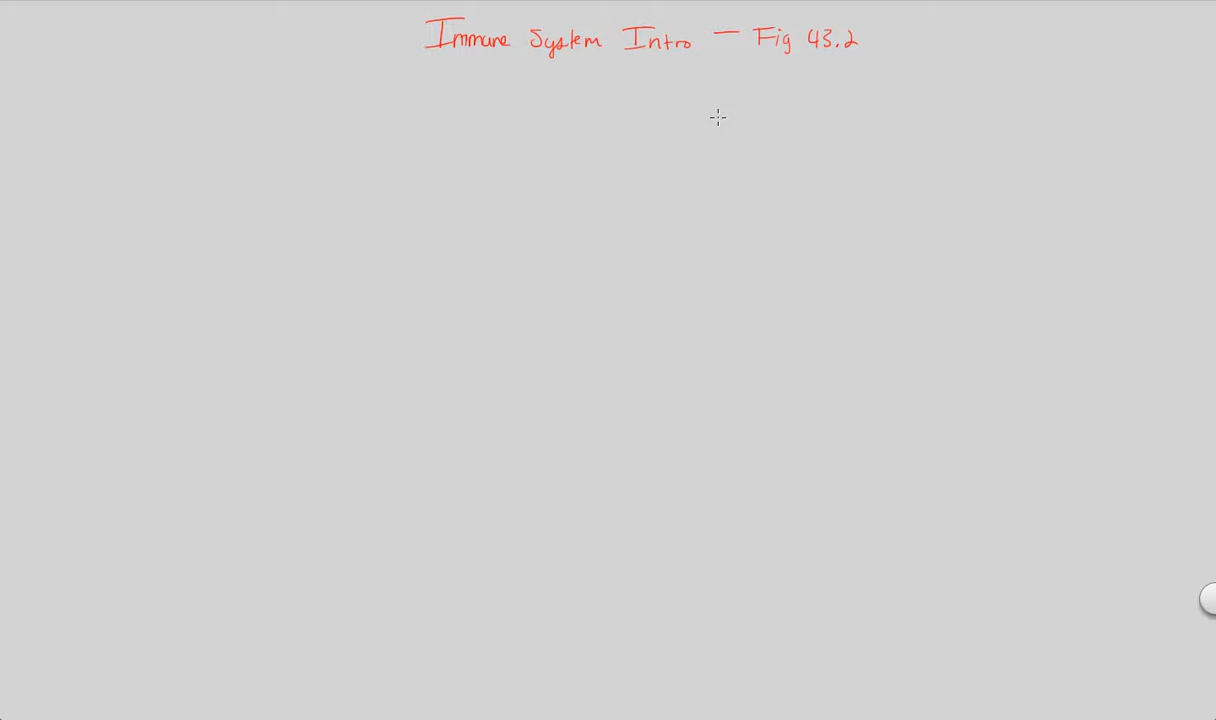 Immune System Intro — Fig 43.2